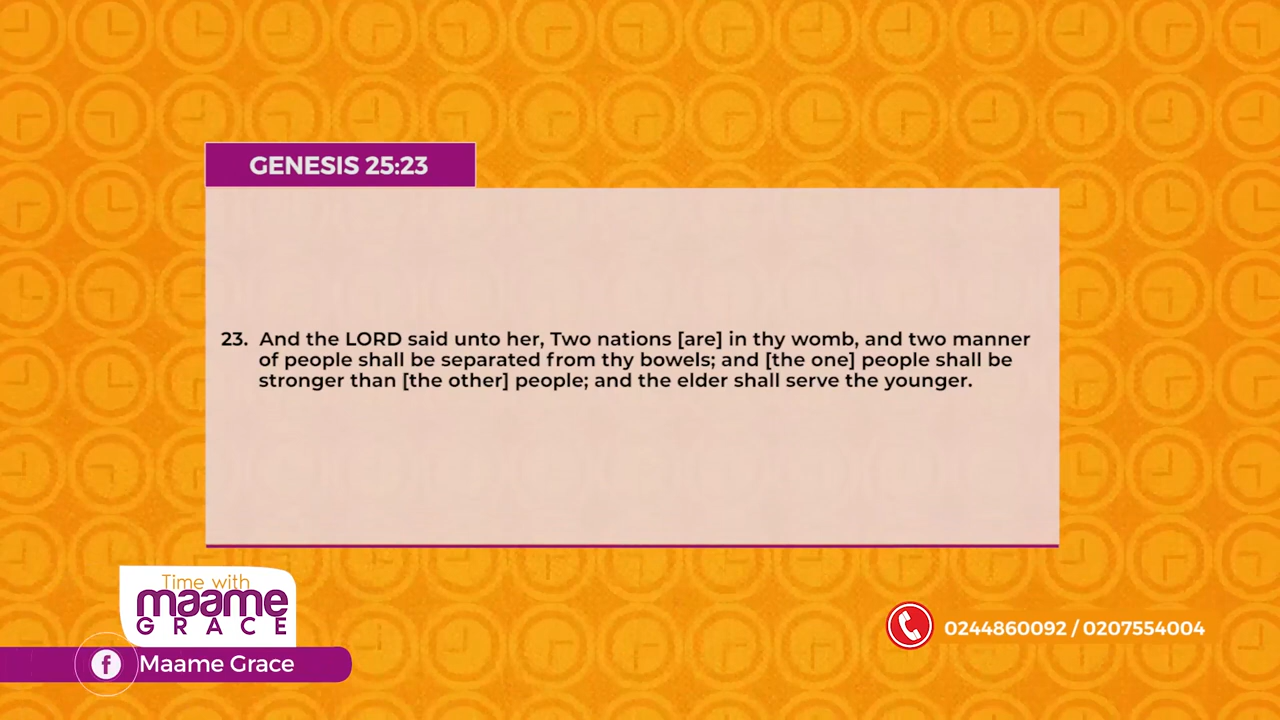 GENESIS 25:23
23. And the LORD said unto her, Two nations [are] in thy womb, and two manner
of people shall be separated from thy bowels; and [the one] people shall be
stronger than [the other] people; and the elder shall serve the younger.
Time with
maame
GRACE
Maame Grace
0244860092 / 0207554004